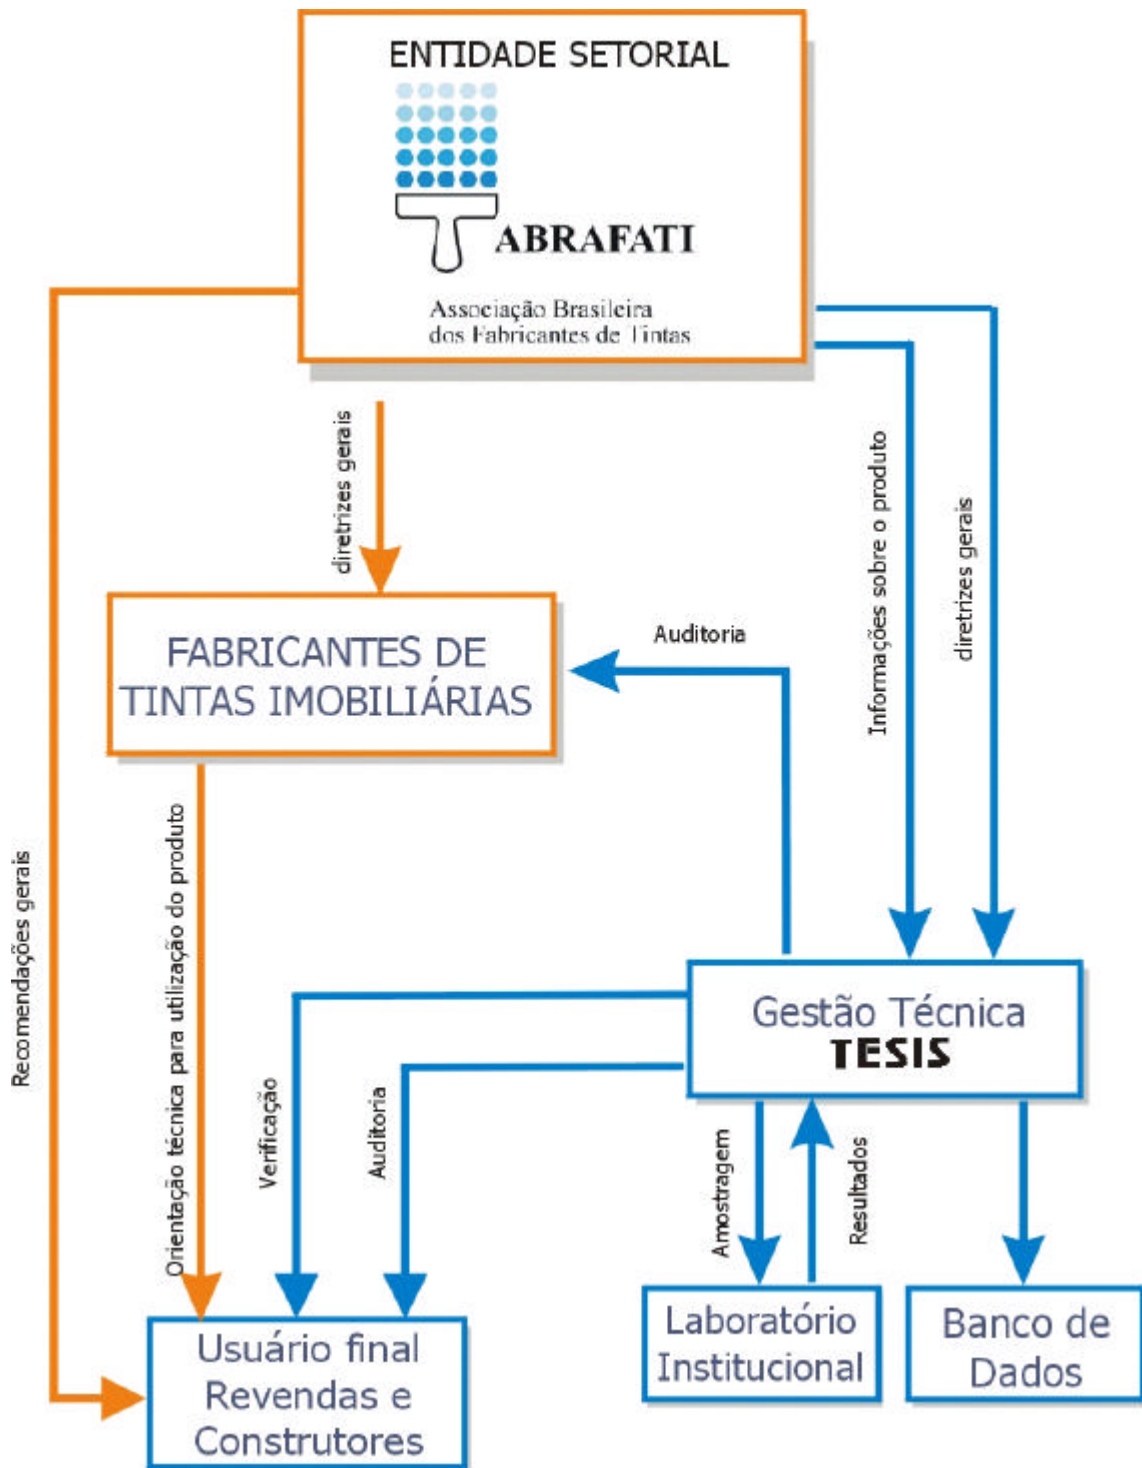 ENTIDADE SETORIAL
ABRAFATI
Associação Brasileira
dos Fabricantes de Tintas
diretrizes gerais
Informações sobre o produto
diretrizes gerais
Auditoria
FABRICANTES DE
TINTAS IMOBILIÁRIAS
Recomendações gerais
Orientação técnica para utilização do produto
Gestão Técnica
TESIS
Verificação
Auditoria
Amostragem
Resultados
Usuário final
Revendas e
Construtores
Laboratório
Institucional
Banco de
Dados